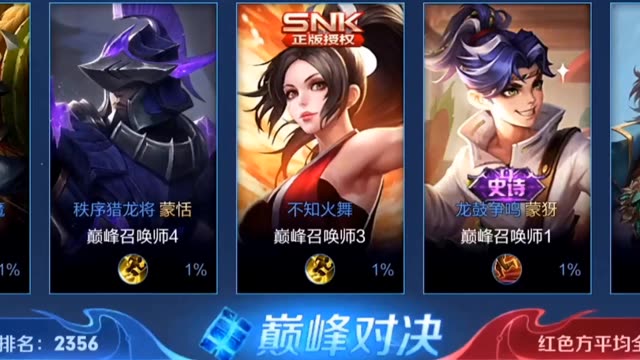 SNK
正版授权
史诗
秩序猎龙将 蒙恬
不知火舞
龙鼓争鸣 蒙犽
巅峰召唤师4
巅峰召唤师3
巅峰召唤师1
1%
1%
1%
1%
排名：2356
巅峰对决
红色方平均全